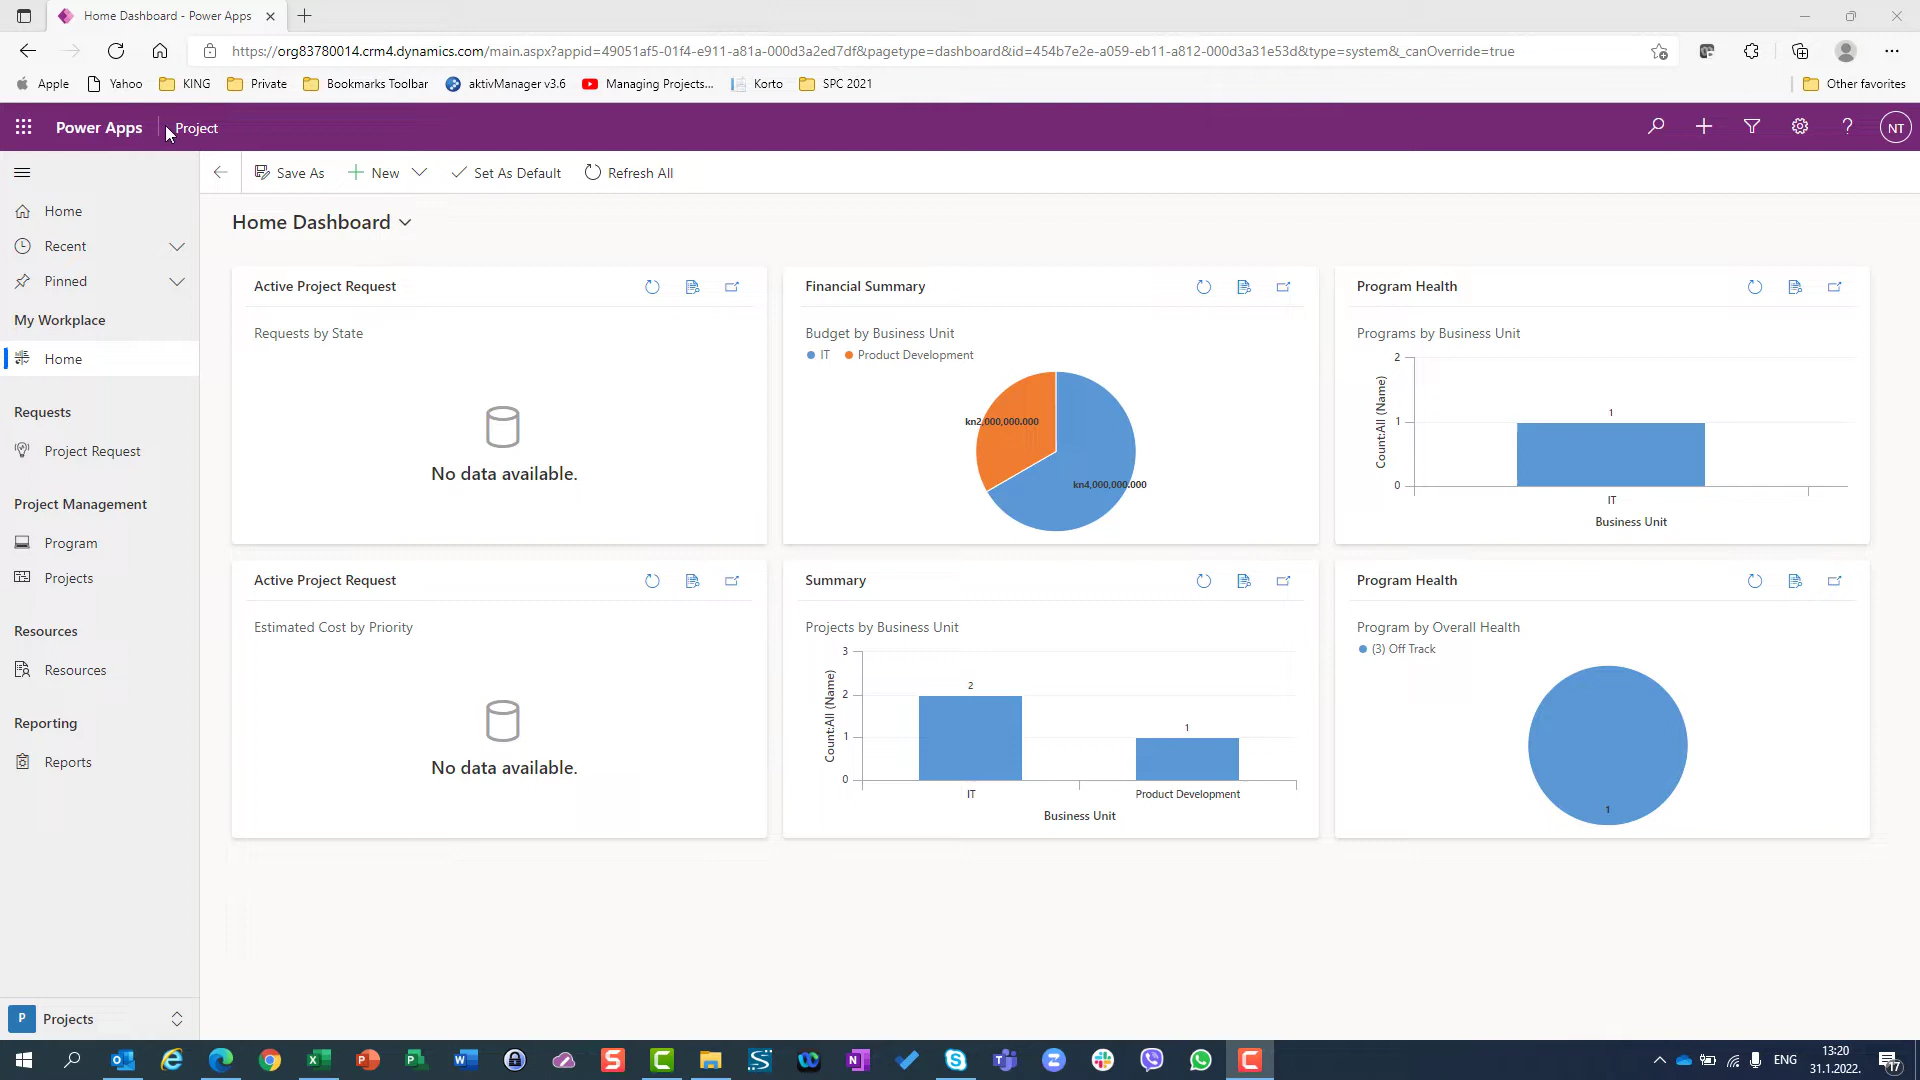 Home Dashboard - Power Apps
https://org83780014.crm4.dynamics.com/main.aspx?appid=49051af5-01f4-e911-a81a-000d3a2ed7df&pagetype=dashboard&id=454b7e2e-a059-eb11-a812-000d3a31e53d&type=system&_canOverride=true
Apple Yahoo KING Private Bookmarks Toolbar aktivManager v3.6 Managing Projects... Korto SPC 2021 Other favorites
Power Apps Project NT
Save As New Set As Default Refresh All
Home
Recent
Pinned
My Workplace
Home
Requests
Project Request
Project Management
Program
Projects
Resources
Resources
Reporting
Reports
P Projects
Home Dashboard
Active Project Request
Requests by State
No data available.
Financial Summary
Budget by Business Unit
IT Product Development
kn2,000,000.000
kn4,000,000.000
Program Health
Programs by Business Unit
Count:All (Name)
2
1
0
1
IT
Business Unit
Active Project Request
Estimated Cost by Priority
No data available.
Summary
Projects by Business Unit
Count:All (Name)
3
2
1
0
2
1
IT Product Development
Business Unit
Program Health
Program by Overall Health
(3) Off Track
1
ENG
13:20
31.1.2022.
17